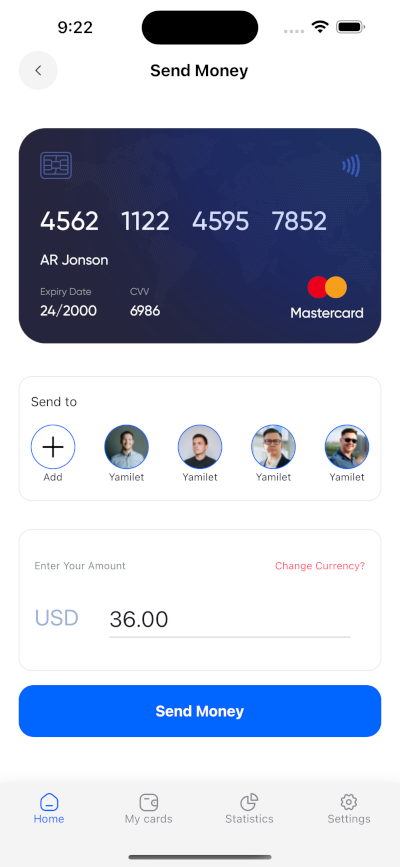 9:22
Send Money
4562 1122 4595 7852
AR Jonson
Expiry Date CVV
24/2000 6986
Mastercard
Send to
Add Yamilet Yamilet Yamilet Yamilet
Enter Your Amount Change Currency?
USD 36.00
Send Money
Home My cards Statistics Settings